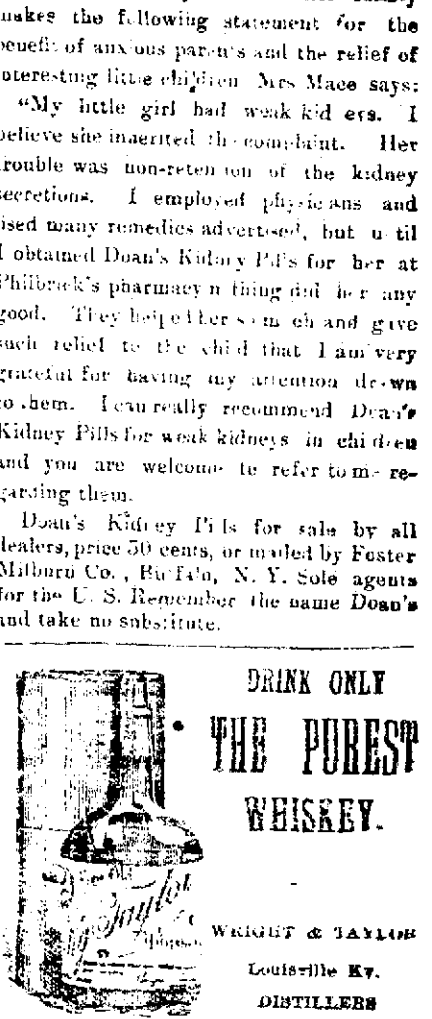 makes the following statement for the
benefit of anxious parents and the relief of
interesting little children Mrs Mace says:
"My little girl had weak kidneys. I
believe she inherited the complaint. Her
trouble was non-retention of the kidney
secretions. I employed physicians and
used many remedies advertised, but until
I obtained Doan's Kidney Pills for her at
Philbrick's pharmacy nothing did her any
good. They helped her so much and gave
such relief to the child that I am very
grateful for having my attention drawn
to them. I can really recommend Doan's
Kidney Pills for weak kidneys in children
and you are welcome to refer to me re-
garding them.
Doan's Kidney Pills for sale by all
dealers, price 50 cents, or mailed by Foster
Milburn Co., Buffalo, N. Y. Sole agents
for the U. S. Remember the name Doan's
and take no substitute.
DRINK ONLY
THE PUREST
WHISKEY.
Taylor
WRIGHT & TAYLOR
Louisville Ky.
DISTILLERS